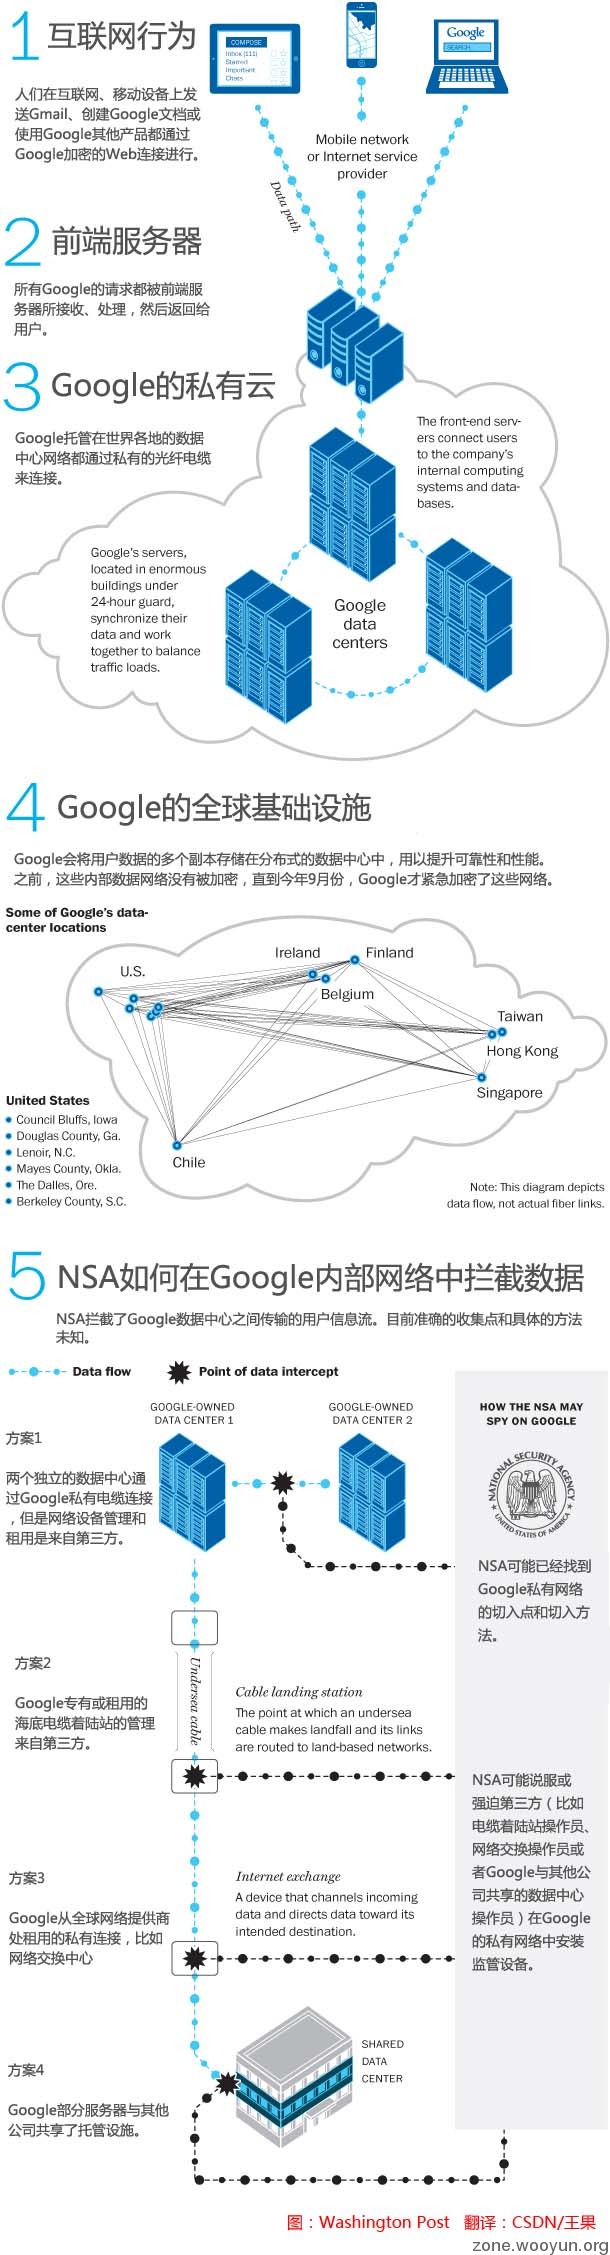 1 互联网行为
COMPOSE
Inbox (111)
Starred
Important
Chats
Google
SEARCH
人们在互联网、移动设备上发
送Gmail、创建Google文档或
使用Google其他产品都通过
Google加密的Web连接进行。
Mobile network
or Internet service
provider
Data path
2 前端服务器
所有Google的请求都被前端服
务器所接收、处理，然后返回给
用户。
3 Google的私有云
Google托管在世界各地的数据
中心网络都通过私有的光纤电缆
来连接。
The front-end serv-
ers connect users
to the company's
internal computing
systems and data-
bases.
Google's servers,
located in enormous
buildings under
24-hour guard,
synchronize their
data and work
together to balance
traffic loads.
Google
data
centers
4 Google的全球基础设施
Google会将用户数据的多个副本存储在分布式的数据中心中，用以提升可靠性和性能。
之前，这些内部数据网络没有被加密，直到今年9月份，Google才紧急加密了这些网络。
Some of Google's data-
center locations
U.S.
Ireland
Finland
Belgium
Taiwan
Hong Kong
Singapore
Chile
United States
Council Bluffs, Iowa
Douglas County, Ga.
Lenoir, N.C.
Mayes County, Okla.
The Dalles, Ore.
Berkeley County, S.C.
Note: This diagram depicts
data flow, not actual fiber links.
5 NSA如何在Google内部网络中拦截数据
NSA拦截了Google数据中心之间传输的用户信息流。目前准确的收集点和具体的方法
未知。
Data flow
Point of data intercept
GOOGLE-OWNED
DATA CENTER 1
GOOGLE-OWNED
DATA CENTER 2
HOW THE NSA MAY
SPY ON GOOGLE
NATIONAL SECURITY AGENCY
UNITED STATES OF AMERICA
方案1
两个独立的数据中心通
过Google私有电缆连接
，但是网络设备管理和
租用是来自第三方。
NSA可能已经找到
Google私有网络
的切入点和切入方
法。
方案2
Google专有或租用的
海底电缆着陆站的管理
来自第三方。
Undersea cable
Cable landing station
The point at which an undersea
cable makes landfall and its links
are routed to land-based networks.
NSA可能说服或
强迫第三方（比如
电缆着陆站操作员、
网络交换操作员或
者Google与其他公
司共享的数据中心
操作员）在Google
的私有网络中安装
监管设备。
方案3
Google从全球网络提供商
处租用的私有连接，比如
网络交换中心
Internet exchange
A device that channels incoming
data and directs data toward its
intended destination.
方案4
Google部分服务器与其他
公司共享了托管设施。
SHARED
DATA
CENTER
图：Washington Post 翻译：CSDN/王果
zone.wooyun.org